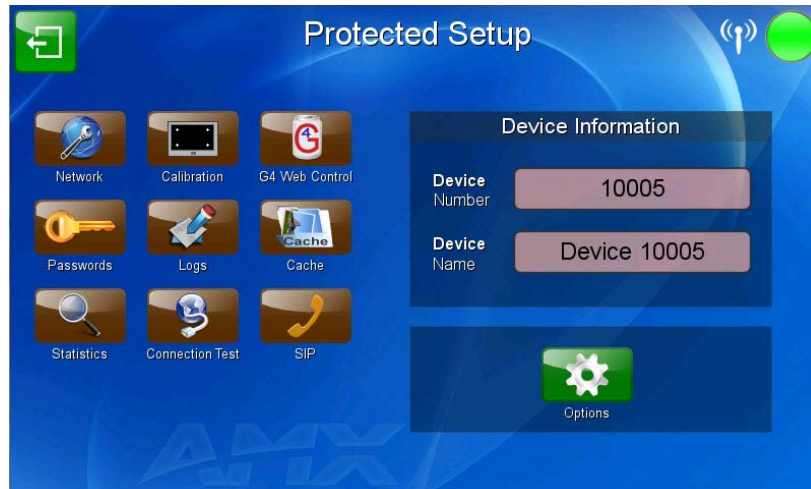 Protected Setup
Network
Calibration
G4 Web Control
4
G
Passwords
Logs
Cache
Cache
Statistics
Connection Test
SIP
Device Information
Device
Number
10005
Device
Name
Device 10005
Options
AMX